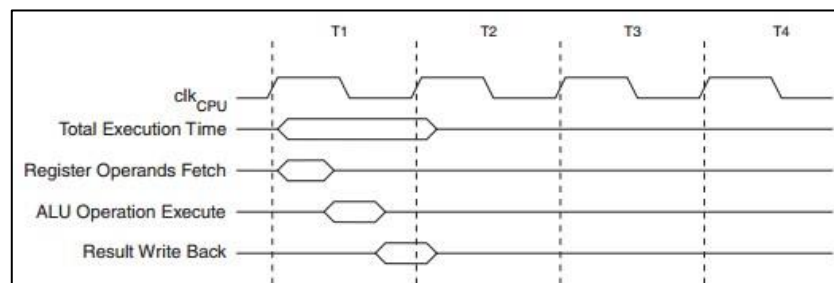 T1 T2 T3 T4
clkCPU
Total Execution Time
Register Operands Fetch
ALU Operation Execute
Result Write Back